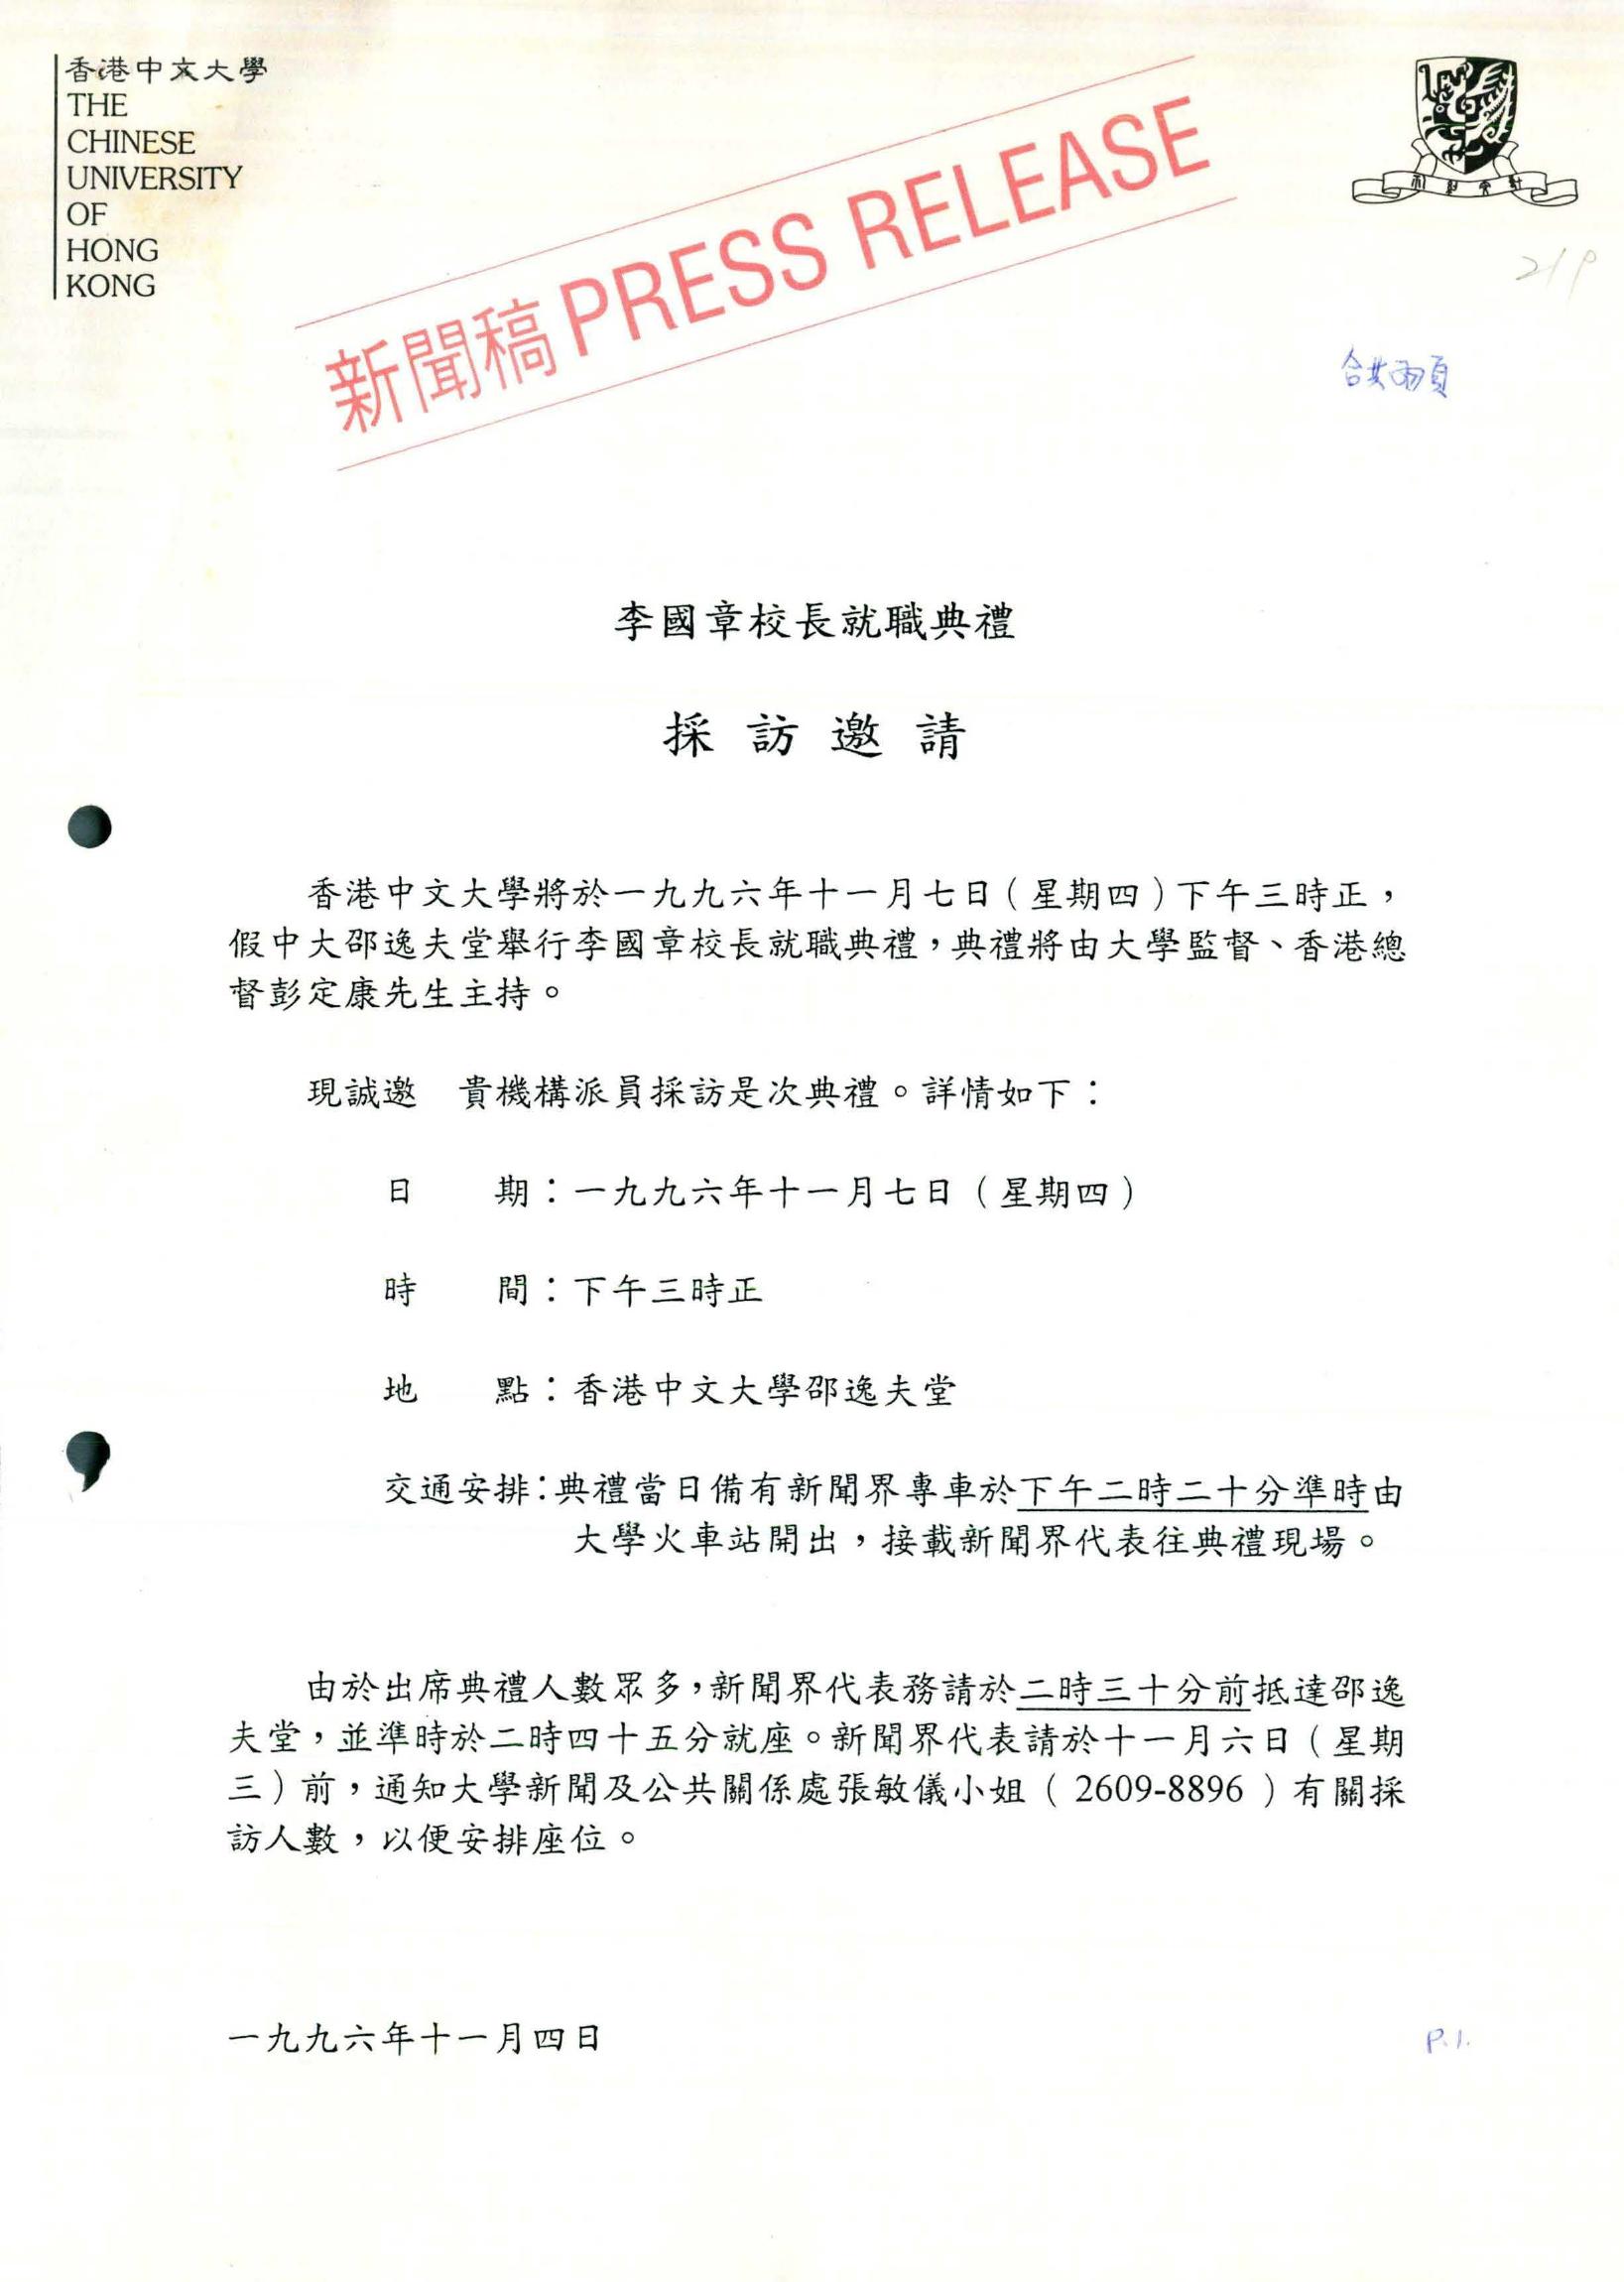 香港中文大學
THE
CHINESE
UNIVERSITY
OF
HONG
KONG
新聞稿 PRESS RELEASE
合共兩頁
李國章校長就職典禮
採訪邀請
香港中文大學將於一九九六年十一月七日（星期四）下午三時正，
假中大邵逸夫堂舉行李國章校長就職典禮，典禮將由大學監督、香港總
督彭定康先生主持。
現誠邀　貴機構派員採訪是次典禮。詳情如下：
日　　期：一九九六年十一月七日（星期四）
時　　間：下午三時正
地　　點：香港中文大學邵逸夫堂
交通安排：典禮當日備有新聞界專車於下午二時二十分準時由
大學火車站開出，接載新聞界代表往典禮現場。
由於出席典禮人數眾多，新聞界代表務請於二時三十分前抵達邵逸
夫堂，並準時於二時四十五分就座。新聞界代表請於十一月六日（星期
三）前，通知大學新聞及公共關係處張敏儀小姐（2609-8896）有關採
訪人數，以便安排座位。
一九九六年十一月四日
P.1.